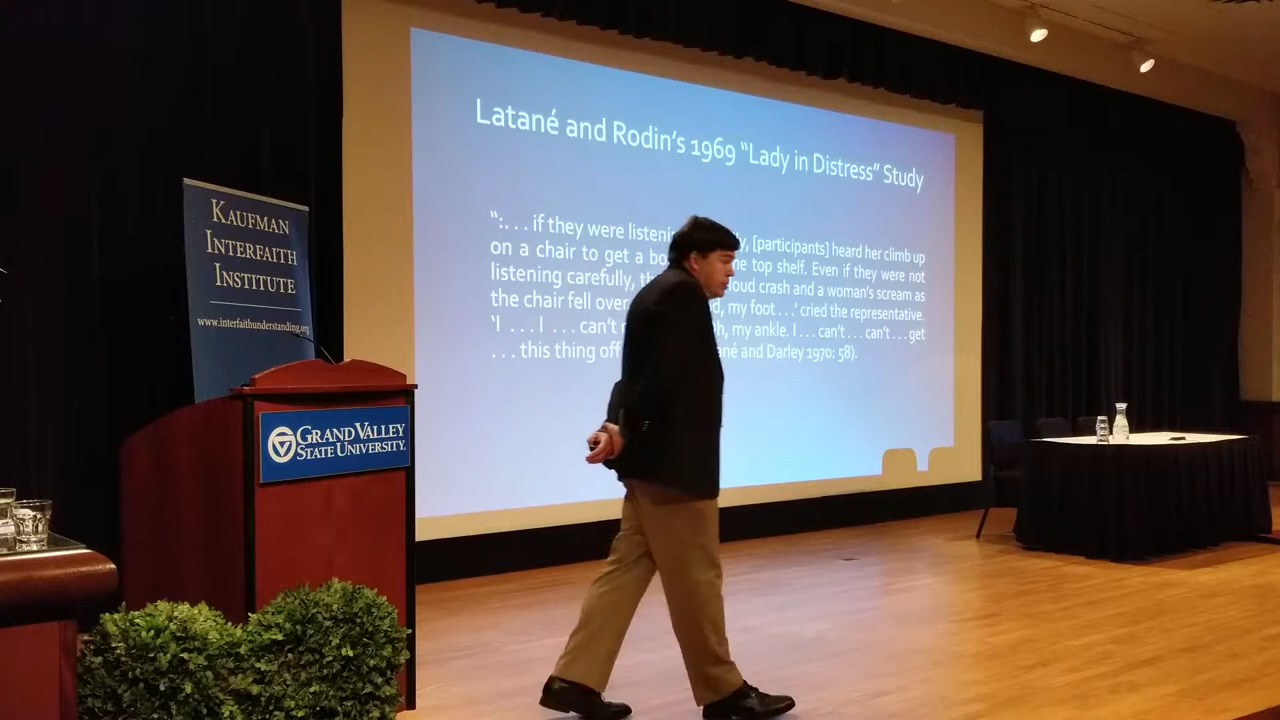 Latané and Rodin's 1969 "Lady in Distress" Study
":. . . if they were listenin y, [participants] heard her climb up
on a chair to get a bo e top shelf. Even if they were not
listening carefully, th loud crash and a woman's scream as
the chair fell over d, my foot . . .' cried the representative.
'I . . . I . . . can't h, my ankle. I . . . can't . . . can't . . . get
. . . this thing off ané and Darley 1970: 58).
KAUFMAN
INTERFAITH
INSTITUTE
www.interfaithunderstanding.org
GRAND VALLEY
STATE UNIVERSITY.